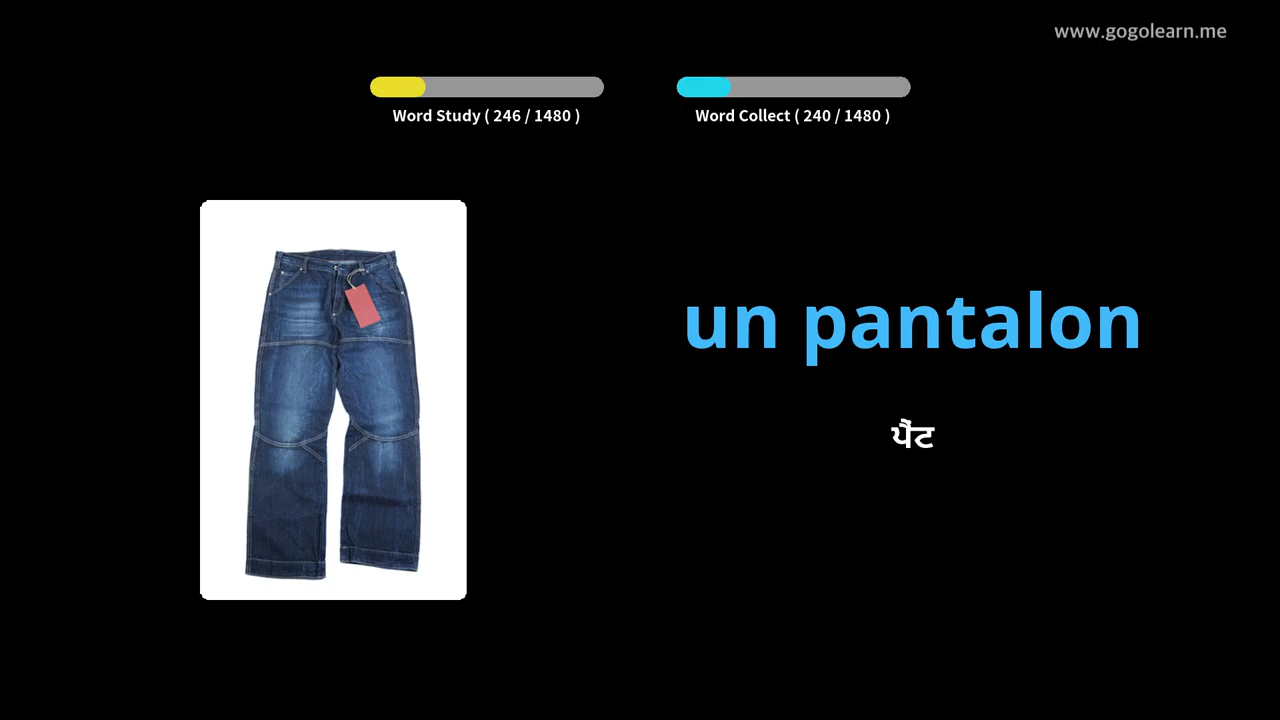 www.gogolearn.me
Word Study ( 246 / 1480 )
Word Collect ( 240 / 1480 )
un pantalon
ਪੈਂਟ